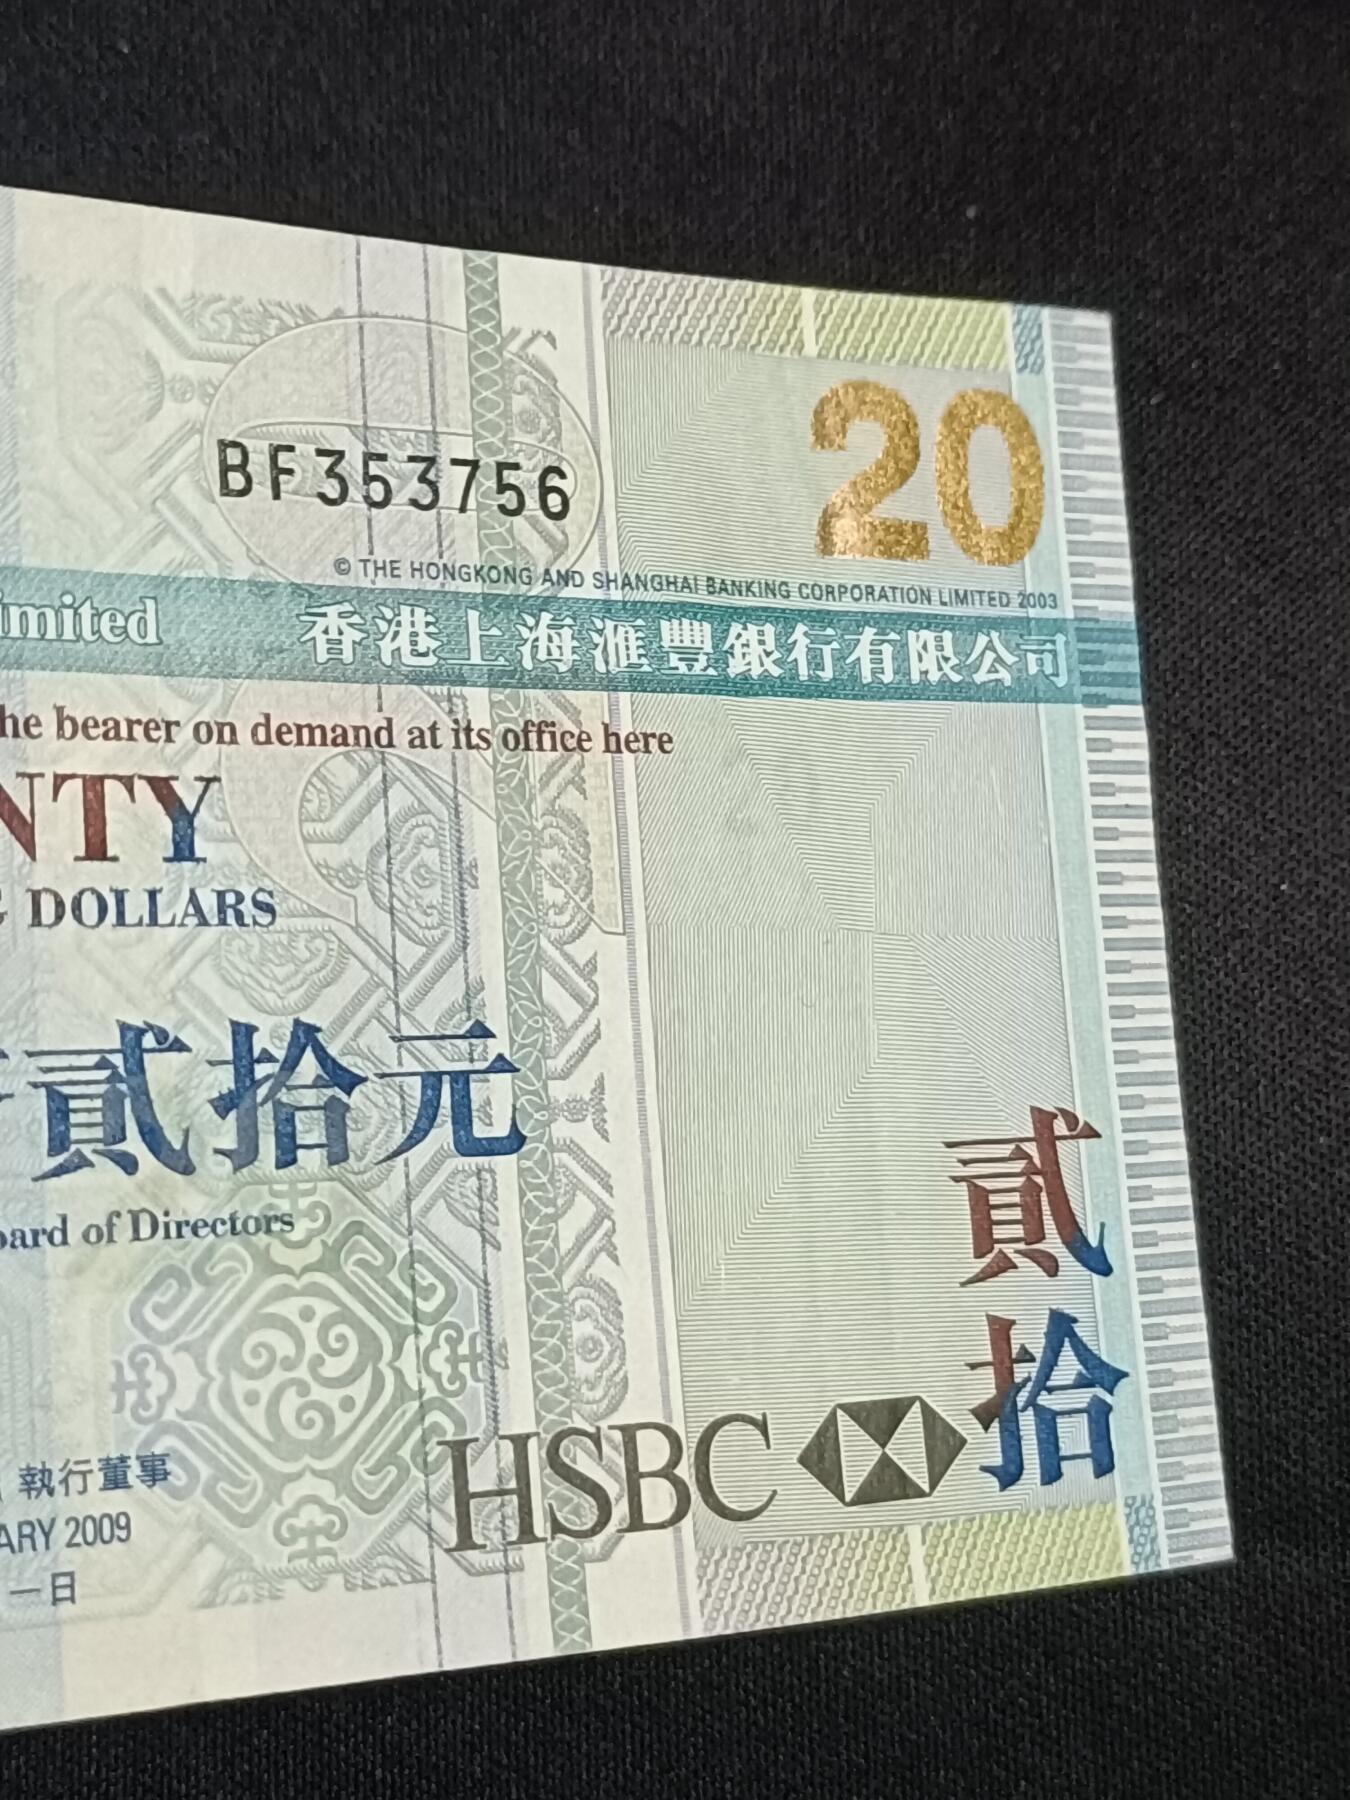 20
BF353756
© THE HONGKONG AND SHANGHAI BANKING CORPORATION LIMITED 2003
imited 香港上海滙豐銀行有限公司
he bearer on demand at its office here
NTY
DOLLARS
貳拾元
oard of Directors
貳拾
HSBC
執行董事
ARY 2009
一日